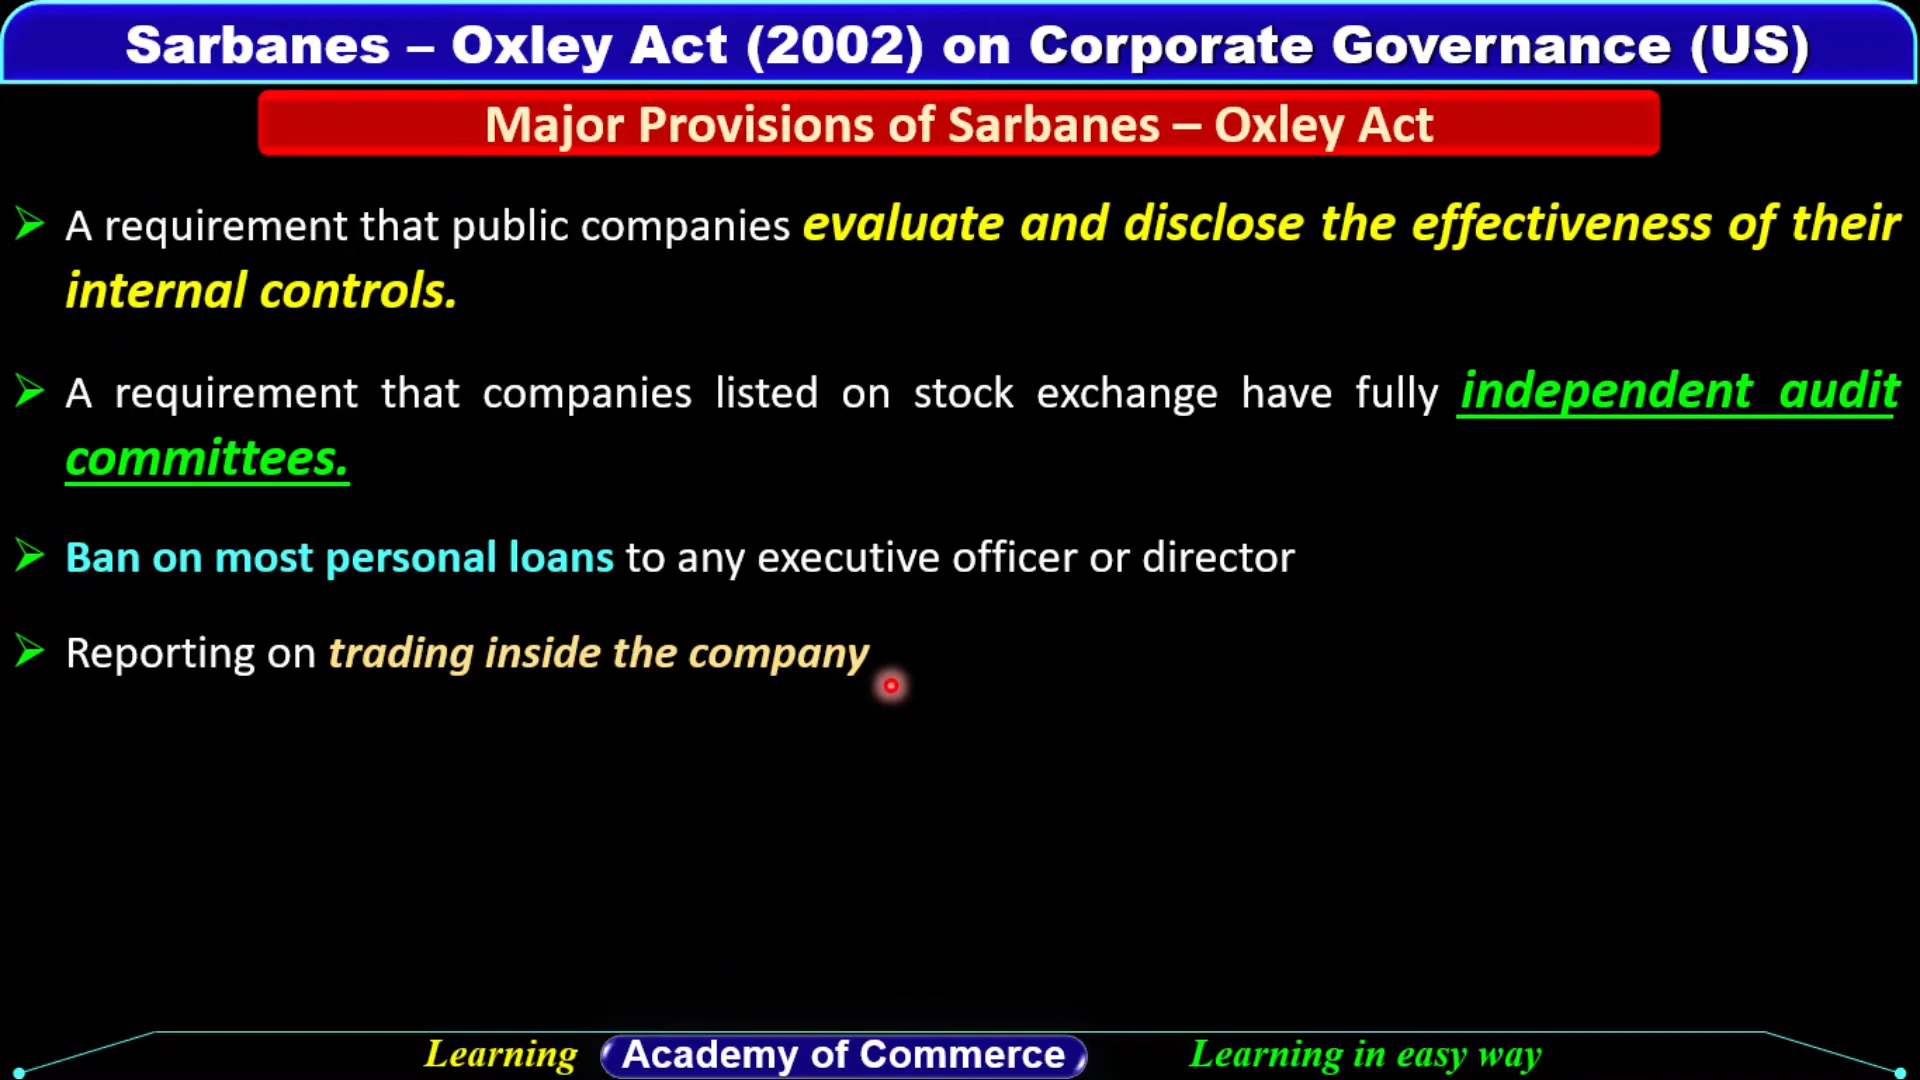 Sarbanes – Oxley Act (2002) on Corporate Governance (US)
Major Provisions of Sarbanes – Oxley Act
A requirement that public companies evaluate and disclose the effectiveness of their
internal controls.
A requirement that companies listed on stock exchange have fully independent audit
committees.
Ban on most personal loans to any executive officer or director
Reporting on trading inside the company
Learning Academy of Commerce Learning in easy way